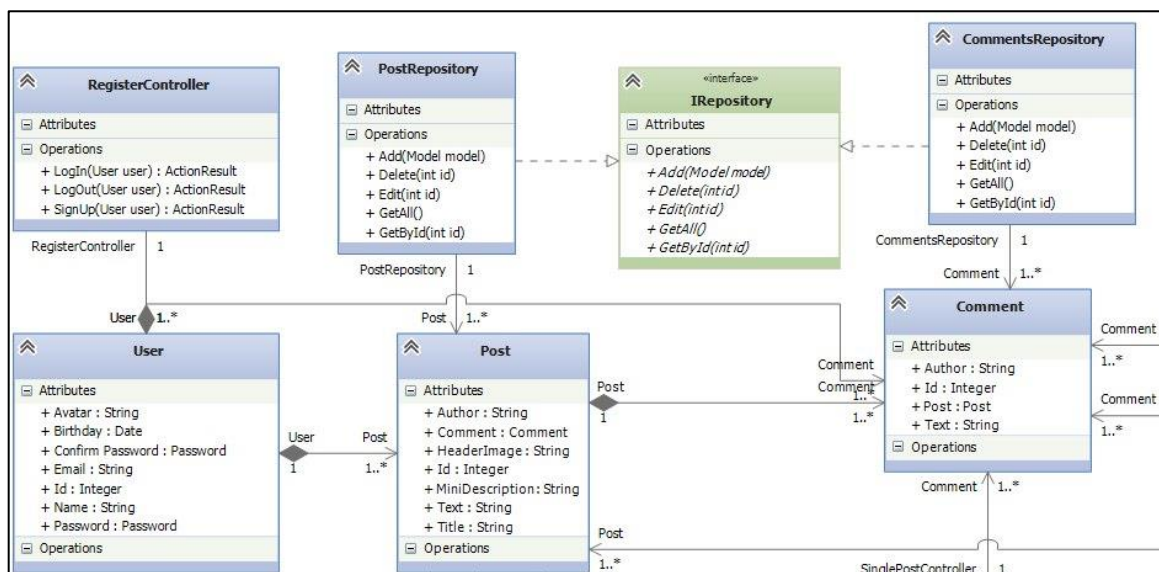 RegisterController
Attributes
Operations
+ LogIn(User user) : ActionResult
+ LogOut(User user) : ActionResult
+ SignUp(User user) : ActionResult
RegisterController
1
User
1..*
PostRepository
Attributes
Operations
+ Add(Model model)
+ Delete(int id)
+ Edit(int id)
+ GetAll()
+ GetById(int id)
PostRepository
1
Post
1..*
«interface»
IRepository
Attributes
Operations
+ Add(Model model)
+ Delete(int id)
+ Edit(int id)
+ GetAll()
+ GetById(int id)
CommentsRepository
Attributes
Operations
+ Add(Model model)
+ Delete(int id)
+ Edit(int id)
+ GetAll()
+ GetById(int id)
CommentsRepository
1
Comment
1..*
User
Attributes
+ Avatar : String
+ Birthday : Date
+ Confirm Password : Password
+ Email : String
+ Id : Integer
+ Name : String
+ Password : Password
Operations
User
1
Post
1..*
Post
Attributes
+ Author : String
+ Comment : Comment
+ HeaderImage : String
+ Id : Integer
+ MiniDescription : String
+ Text : String
+ Title : String
Operations
Post
1
Comment
Comment
1..*
1..*
Comment
Attributes
+ Author : String
+ Id : Integer
+ Post : Post
+ Text : String
Operations
Comment
1..*
Comment
1..*
Comment
1..*
Post
1..*
SinglePostController
1